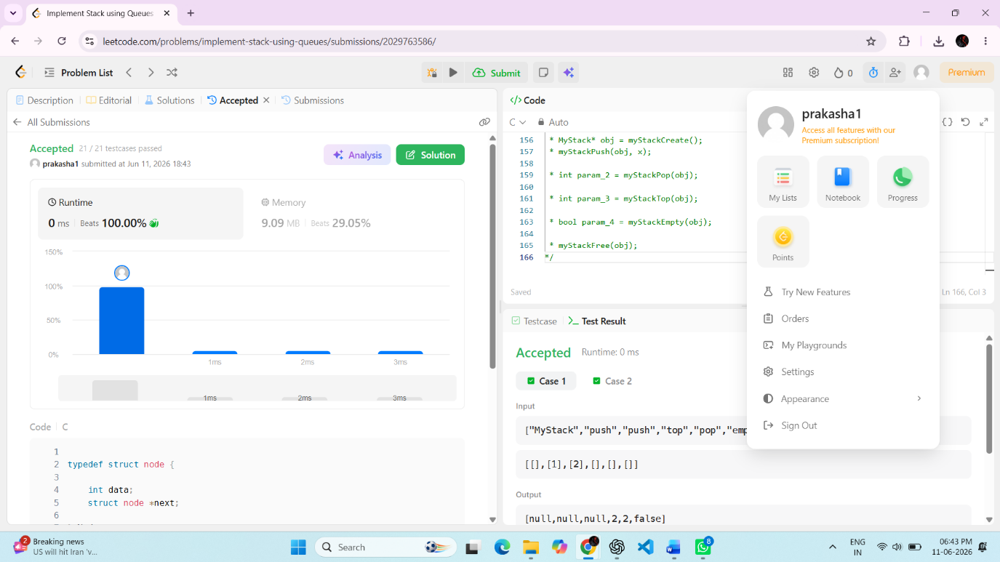 Implement Stack using Queues
leetcode.com/problems/implement-stack-using-queues/submissions/2029763586/
Problem List
Submit
0
Premium
Description
Editorial
Solutions
Accepted
Submissions
All Submissions
Accepted 21 / 21 testcases passed
prakasha1 submitted at Jun 11, 2026 18:43
Analysis
Solution
Runtime
0 ms Beats 100.00%
Memory
9.09 MB Beats 29.05%
150%
100%
50%
0%
1ms 2ms 3ms
1ms 2ms 3ms
Code C
1
2 typedef struct node {
3
4 int data;
5 struct node *next;
6
</> Code
C Auto
156 * MyStack* obj = myStackCreate();
157 * myStackPush(obj, x);
158
159 * int param_2 = myStackPop(obj);
160
161 * int param_3 = myStackTop(obj);
162
163 * bool param_4 = myStackEmpty(obj);
164
165 * myStackFree(obj);
166 */
Saved
Ln 166, Col 3
Testcase
>_ Test Result
Accepted Runtime: 0 ms
Case 1 Case 2
Input
["MyStack","push","push","top","pop","emp
[[],[1],[2],[],[],[]]
Output
[null,null,null,2,2,false]
prakasha1
Access all features with our
Premium subscription!
My Lists
Notebook
Progress
Points
Try New Features
Orders
My Playgrounds
Settings
Appearance
Sign Out
2
Breaking news
US will hit Iran 'v...
Search
8
ENG
IN
06:43 PM
11-06-2026